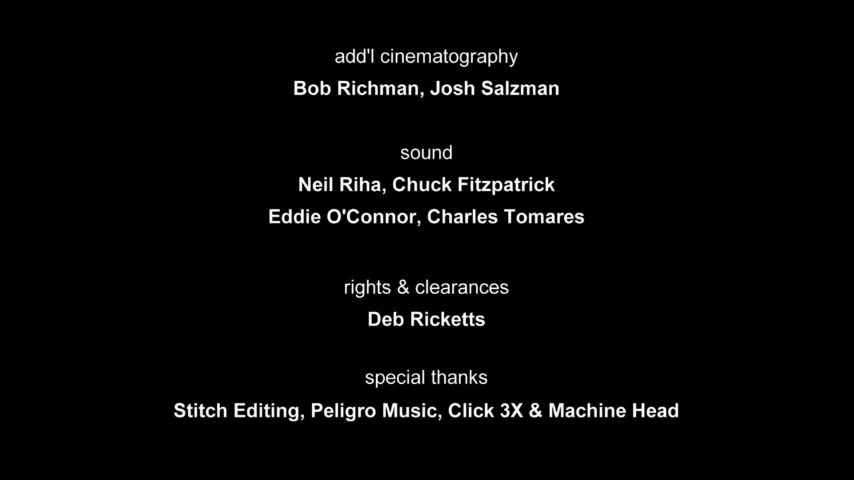 add'l cinematography
Bob Richman, Josh Salzman
sound
Neil Riha, Chuck Fitzpatrick
Eddie O'Connor, Charles Tomares
rights & clearances
Deb Ricketts
special thanks
Stitch Editing, Peligro Music, Click 3X & Machine Head